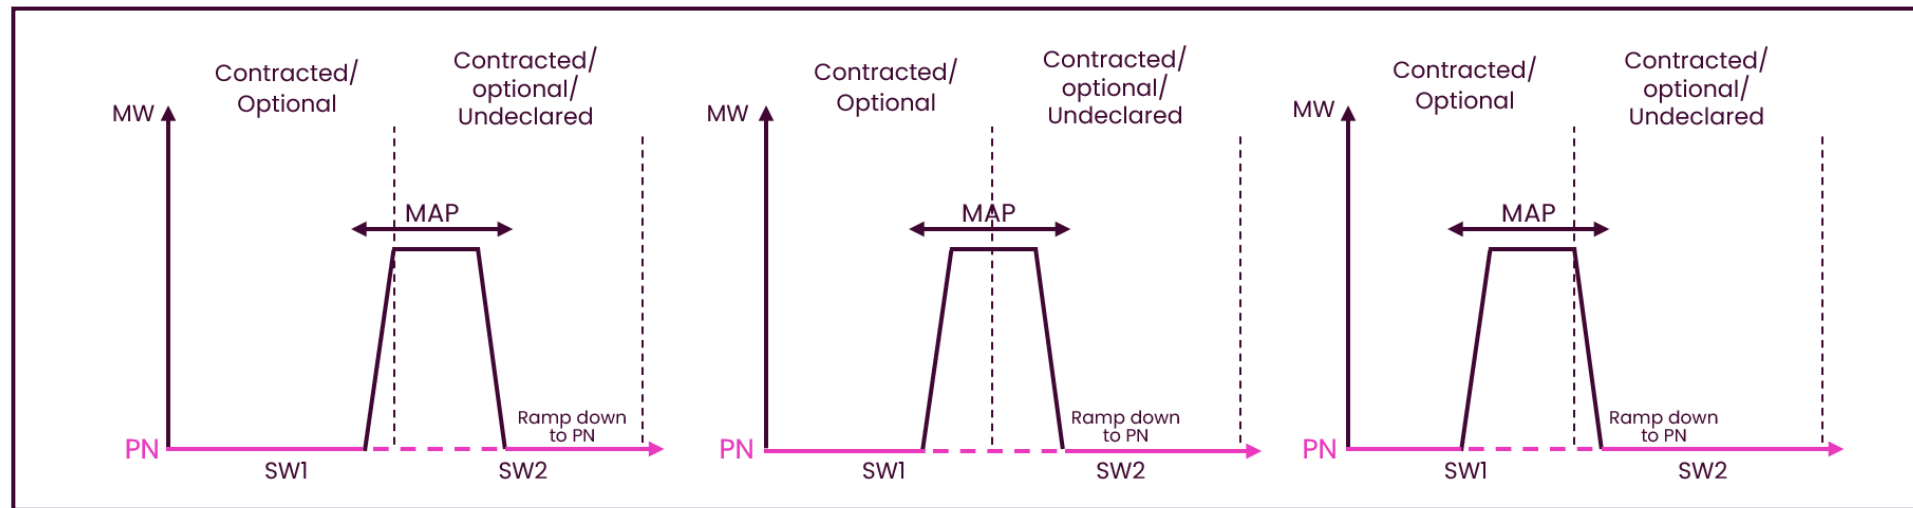 Contracted/
Optional
Contracted/
optional/
Undeclared
MW
MAP
Ramp down
to PN
PN
SW1
SW2
Contracted/
Optional
Contracted/
optional/
Undeclared
MW
MAP
Ramp down
to PN
PN
SW1
SW2
Contracted/
Optional
Contracted/
optional/
Undeclared
MW
MAP
Ramp down
to PN
PN
SW1
SW2